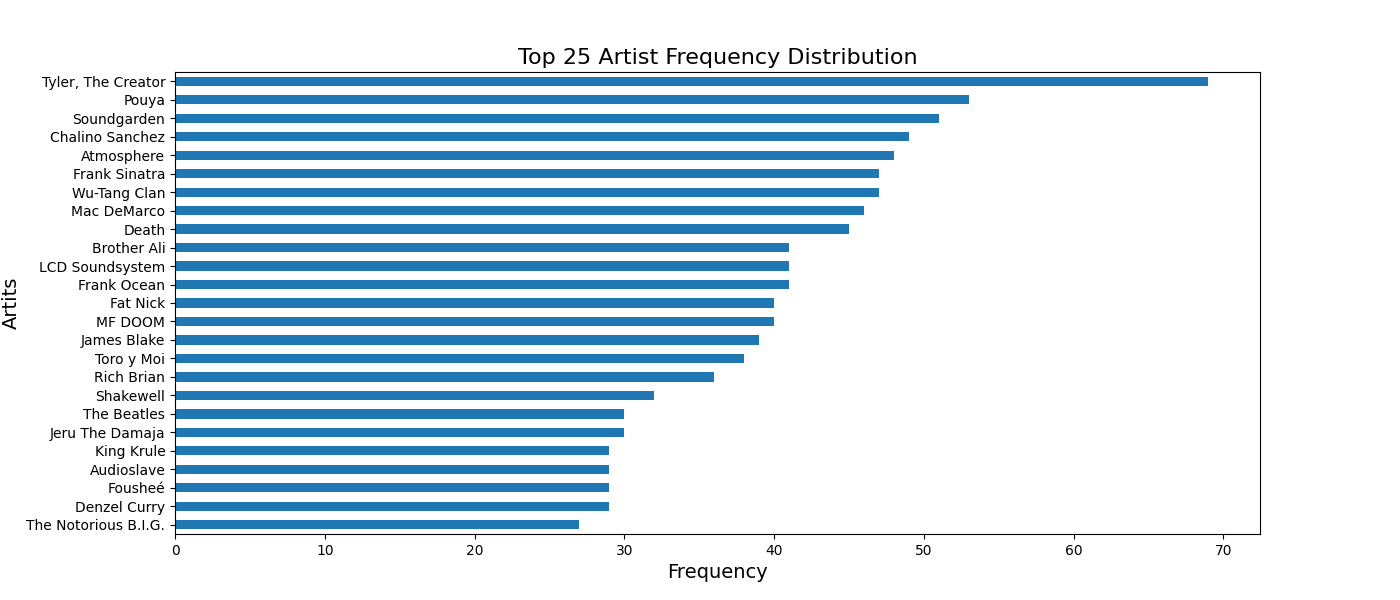 Top 25 Artist Frequency Distribution
Tyler, The Creator
Pouya
Soundgarden
Chalino Sanchez
Atmosphere
Frank Sinatra
Wu-Tang Clan
Mac DeMarco
Death
Brother Ali
LCD Soundsystem
Frank Ocean
Fat Nick
MF DOOM
James Blake
Toro y Moi
Rich Brian
Shakewell
The Beatles
Jeru The Damaja
King Krule
Audioslave
Fousheé
Denzel Curry
The Notorious B.I.G.
Artits
0 10 20 30 40 50 60 70
Frequency